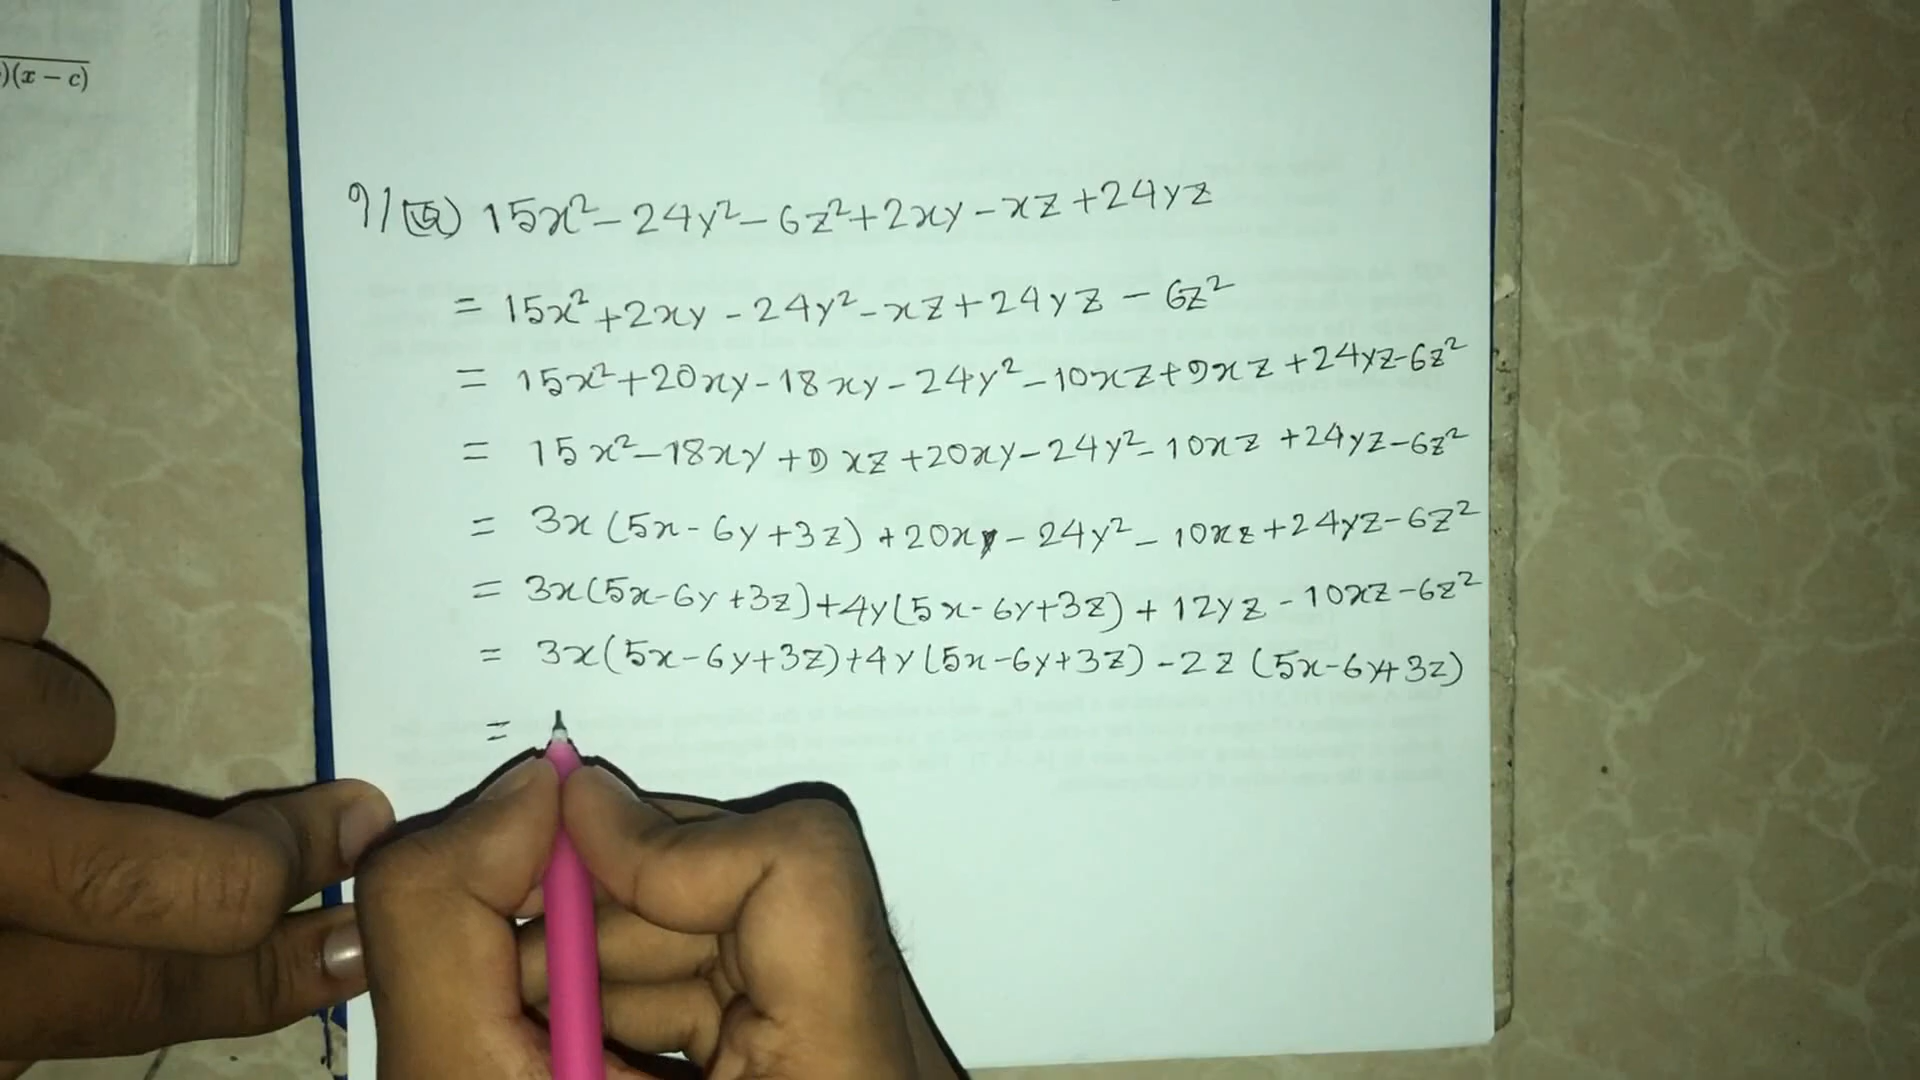 )(x − c)
৭/(ঙ) 15x² − 24y² − 6z² + 2xy − xz + 24yz
= 15x² + 2xy − 24y² − xz + 24yz − 6z²
= 15x² + 20xy − 18xy − 24y² − 10xz + 9xz + 24yz − 6z²
= 15x² − 18xy + 9xz + 20xy − 24y² − 10xz + 24yz − 6z²
= 3x (5x − 6y + 3z) + 20xy − 24y² − 10xz + 24yz − 6z²
= 3x(5x − 6y + 3z) + 4y(5x − 6y + 3z) + 12yz − 10xz − 6z²
= 3x(5x − 6y + 3z) + 4y(5x − 6y + 3z) − 2z (5x − 6y + 3z)
=